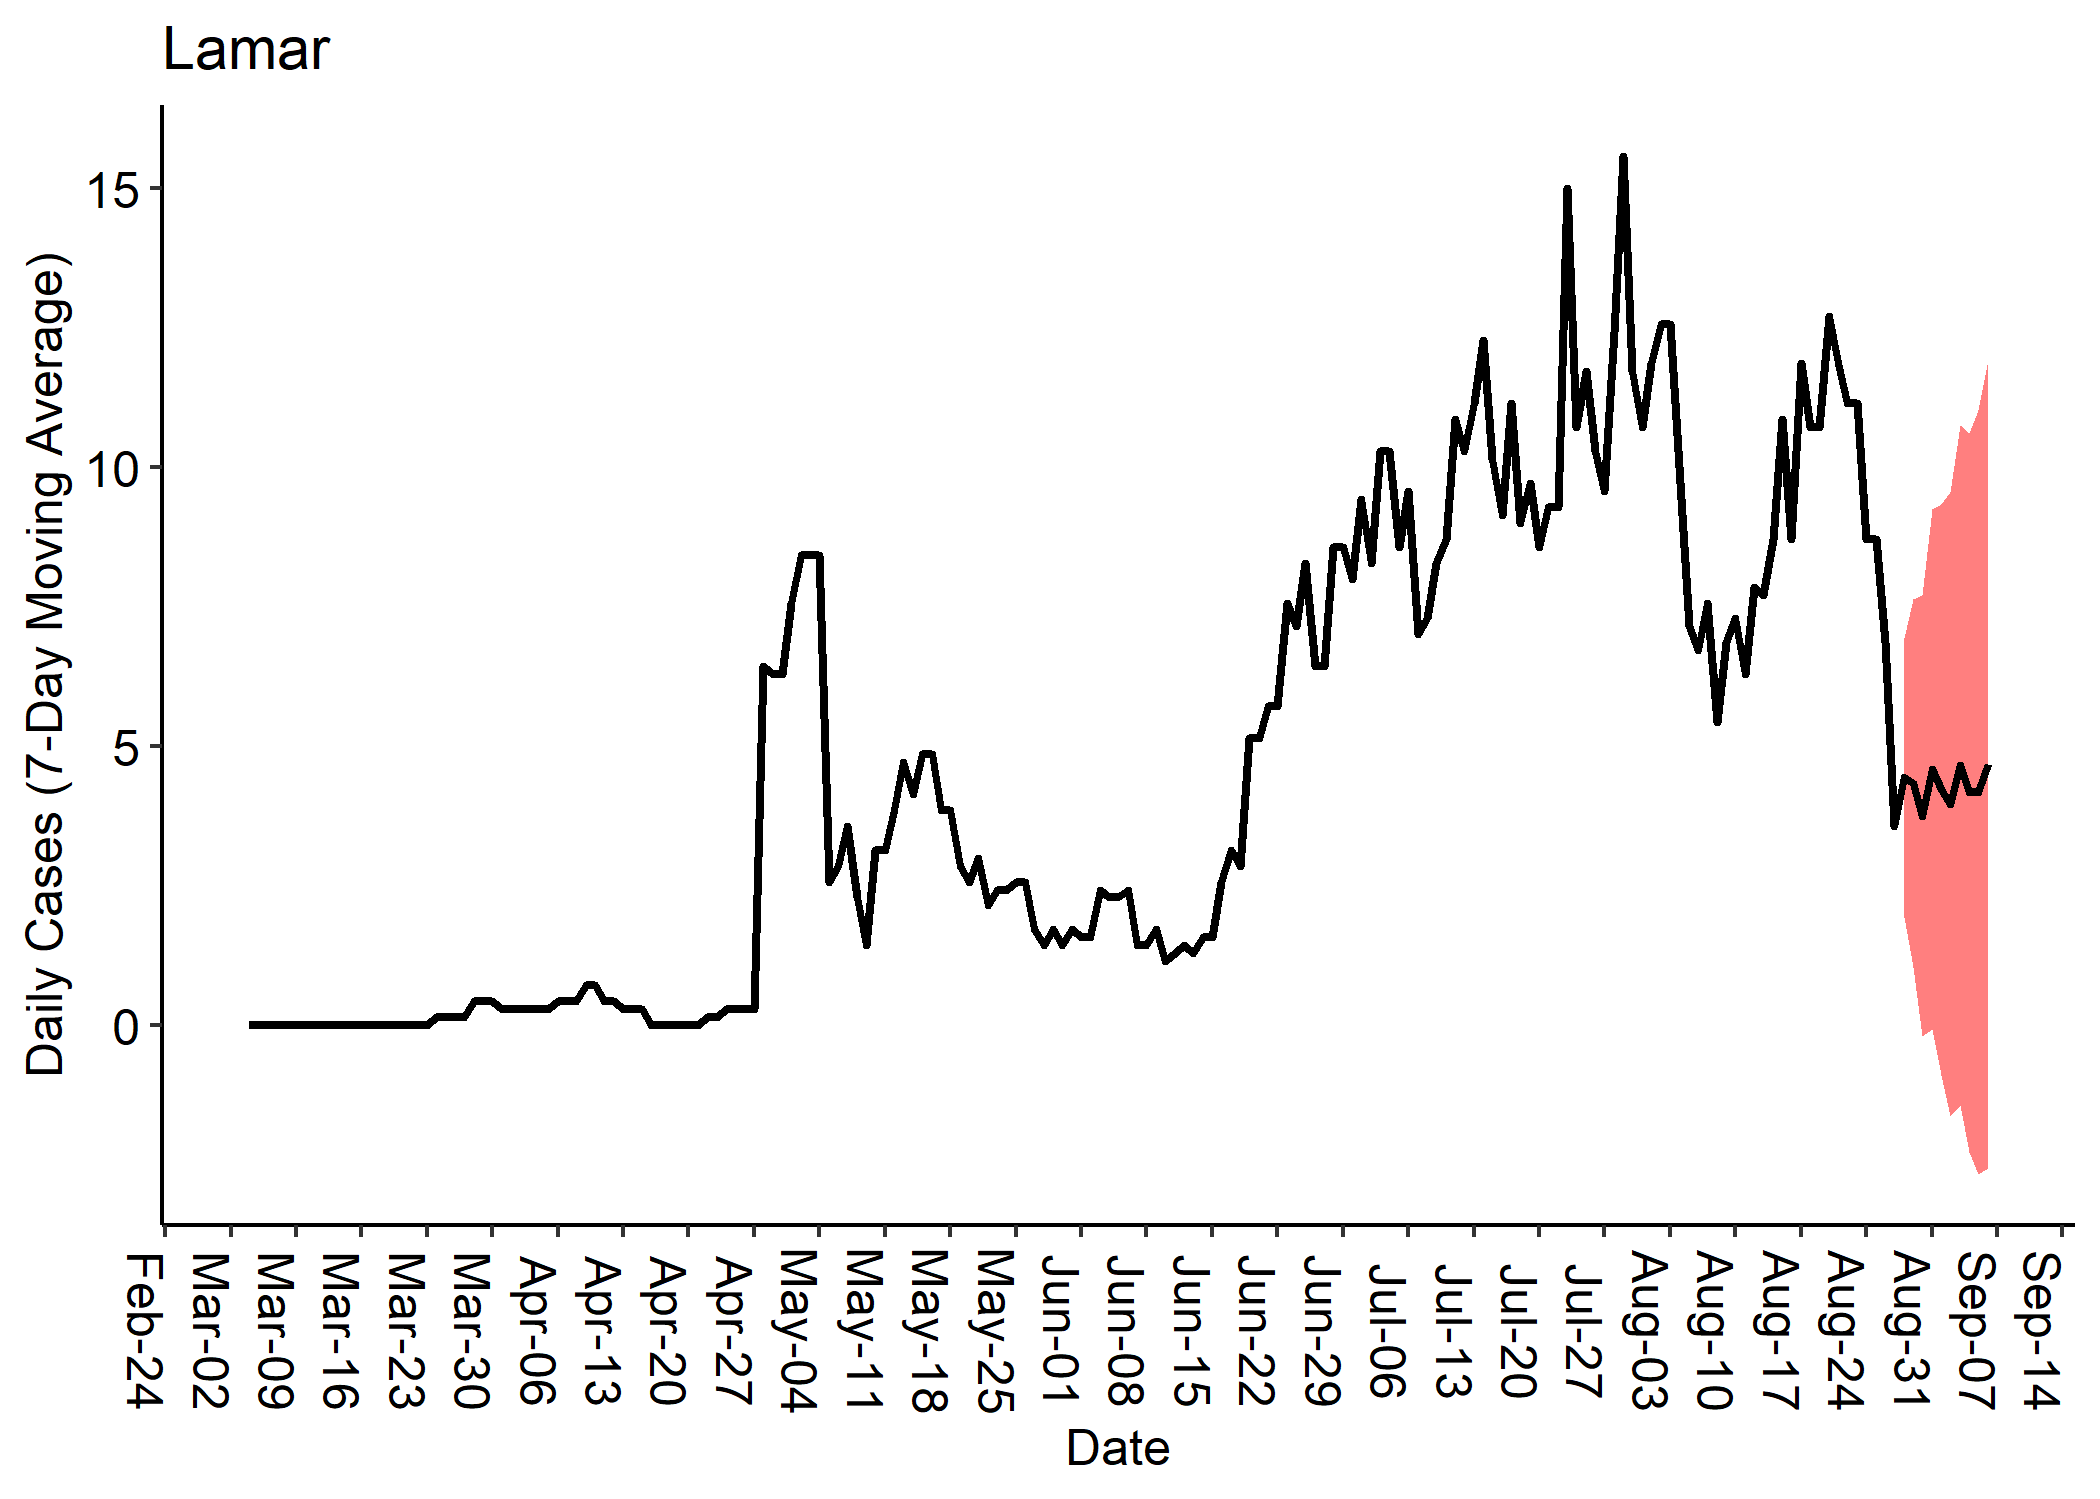 Lamar
Daily Cases (7-Day Moving Average)
15
10
5
0
Feb-24
Mar-02
Mar-09
Mar-16
Mar-23
Mar-30
Apr-06
Apr-13
Apr-20
Apr-27
May-04
May-11
May-18
May-25
Jun-01
Jun-08
Jun-15
Jun-22
Jun-29
Jul-06
Jul-13
Jul-20
Jul-27
Aug-03
Aug-10
Aug-17
Aug-24
Aug-31
Sep-07
Sep-14
Date